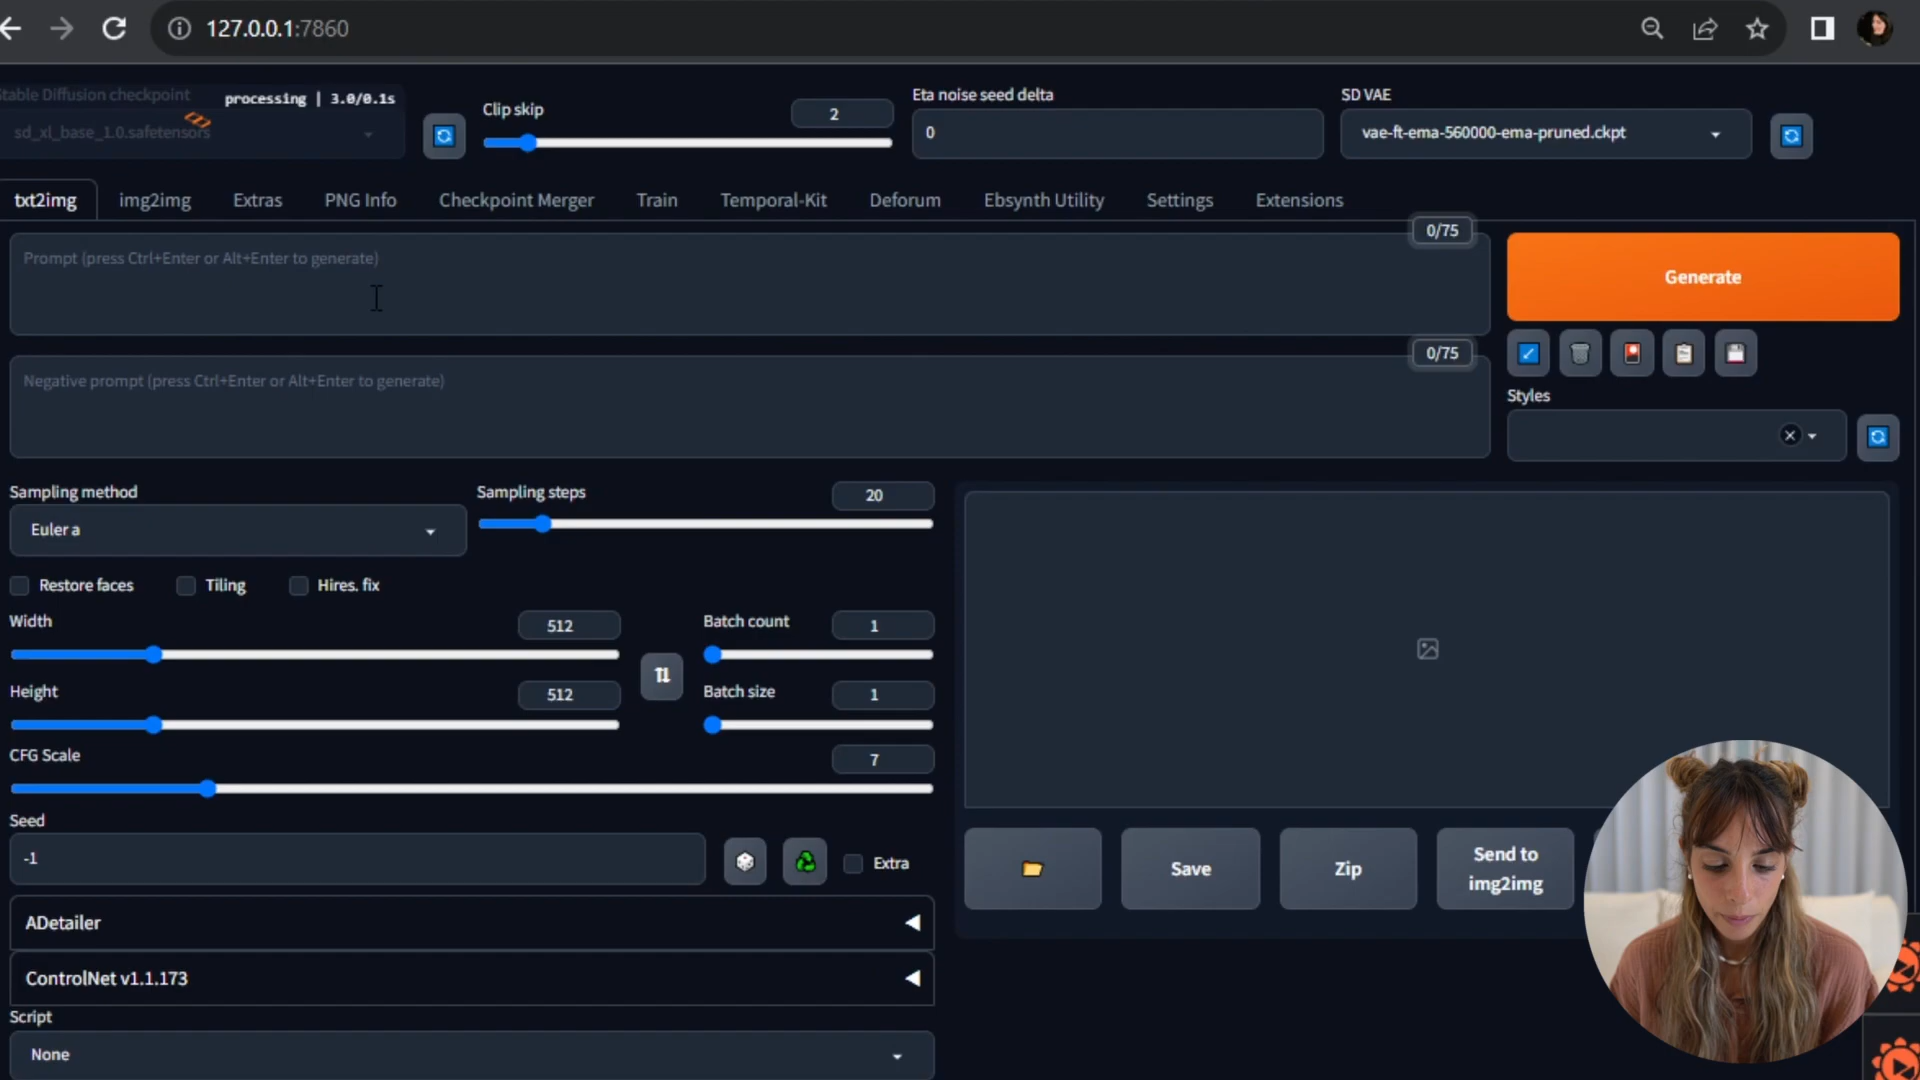 127.0.0.1:7860
Stable Diffusion checkpoint
processing | 3.0/0.1s
sd_xl_base_1.0.safetensors
Clip skip
2
Eta noise seed delta
0
SD VAE
vae-ft-ema-560000-ema-pruned.ckpt
txt2img img2img Extras PNG Info Checkpoint Merger Train Temporal-Kit Deforum Ebsynth Utility Settings Extensions
0/75
Prompt (press Ctrl+Enter or Alt+Enter to generate)
Generate
0/75
Negative prompt (press Ctrl+Enter or Alt+Enter to generate)
Styles
Sampling method
Euler a
Sampling steps
20
Restore faces Tiling Hires. fix
Width
512
Batch count
1
Height
512
Batch size
1
CFG Scale
7
Seed
-1
Extra
Save
Zip
Send to
img2img
ADetailer
ControlNet v1.1.173
Script
None